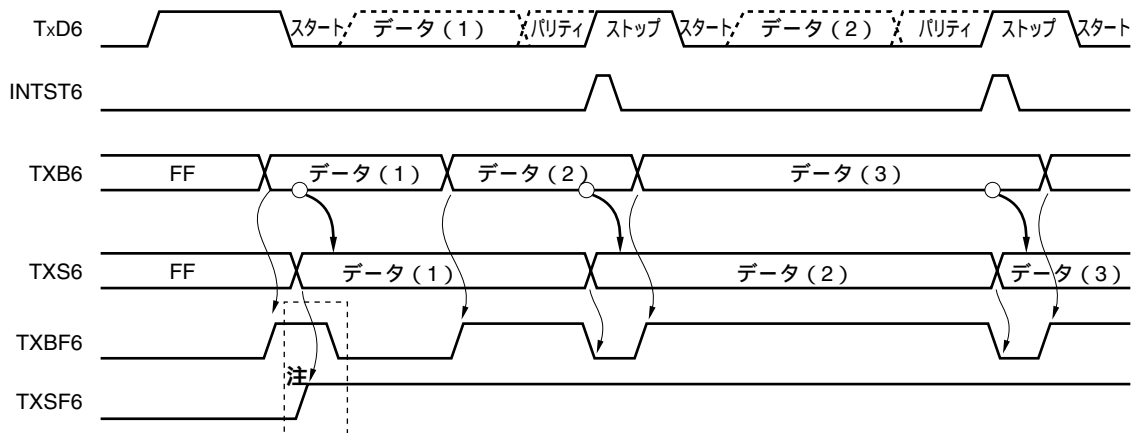 TxD6 スタート データ(1) パリティ ストップ スタート データ(2) パリティ ストップ スタート
INTST6
TXB6 FF データ(1) データ(2) データ(3)
TXS6 FF データ(1) データ(2) データ(3)
TXBF6
注
TXSF6